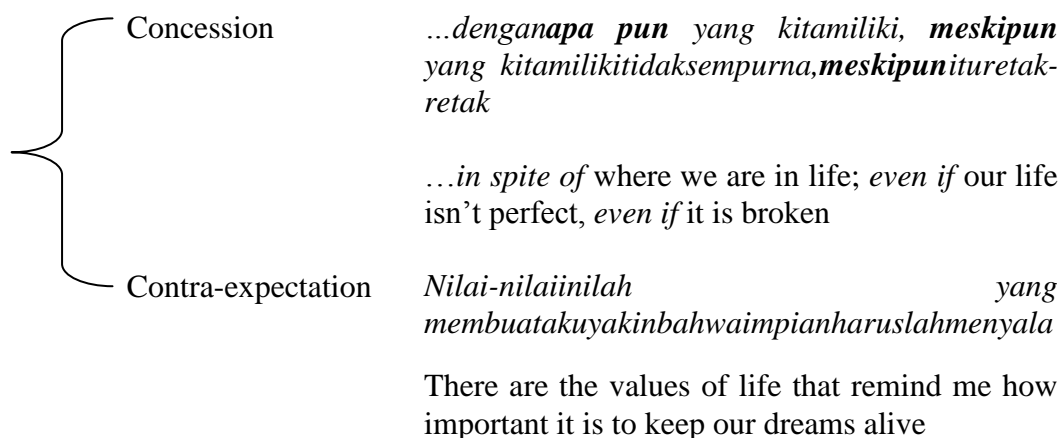 Concession …denganapa pun yang kitamiliki, meskipun
yang kitamilikitidaksempurna,meskipunituretak-
retak
…in spite of where we are in life; even if our life
isn’t perfect, even if it is broken
Contra-expectation Nilai-nilaiinilah yang
membuatakuyakinbahwaimpianharuslahmenyala
There are the values of life that remind me how
important it is to keep our dreams alive